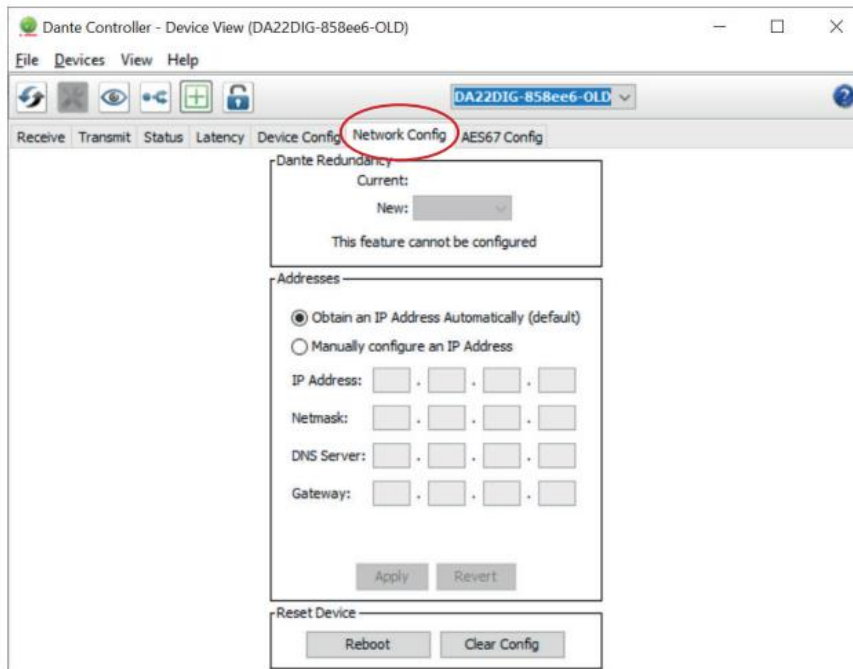 Dante Controller - Device View (DA22DIG-858ee6-OLD)
File Devices View Help
DA22DIG-858ee6-OLD
?
Receive Transmit Status Latency Device Config Network Config AES67 Config
Dante Redundancy
Current:
New:
This feature cannot be configured
Addresses
Obtain an IP Address Automatically (default)
Manually configure an IP Address
IP Address: . . .
Netmask: . . .
DNS Server: . . .
Gateway: . . .
Apply Revert
Reset Device
Reboot Clear Config